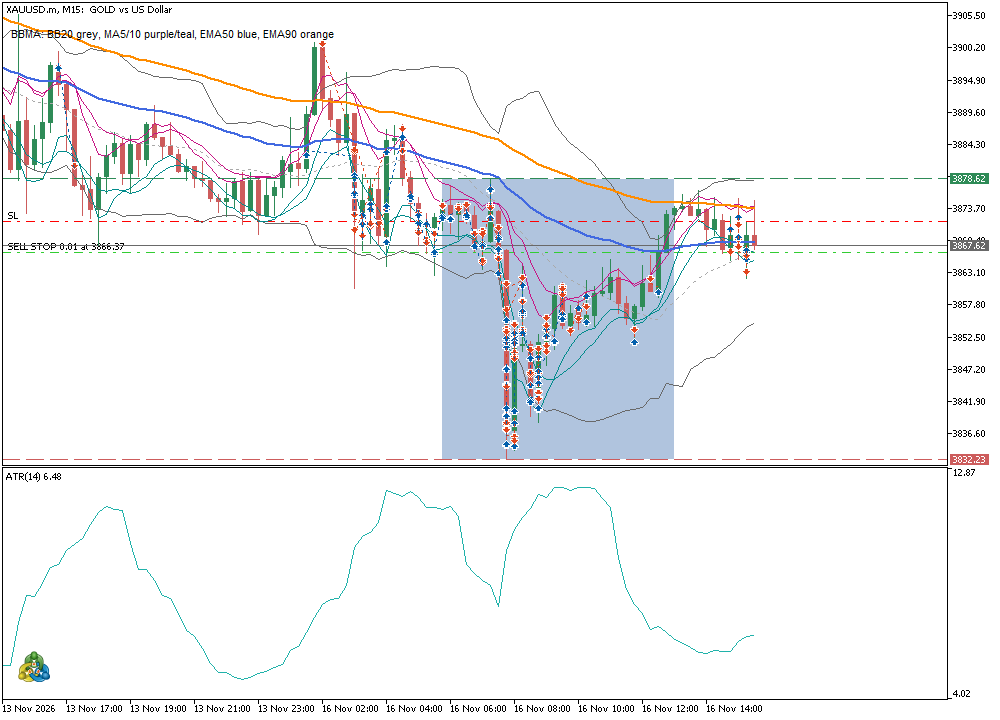 XAUUSD.m, M15: GOLD vs US Dollar
BBMA: BB20 grey, MA5/10 purple/teal, EMA50 blue, EMA90 orange
3905.50
3900.20
3894.90
3889.60
3884.30
3878.62
3873.70
SL
SELL STOP 0.01 at 3866.37
3867.62
3863.10
3857.80
3852.50
3847.20
3841.90
3836.60
3832.23
ATR(14) 6.48
12.87
4.02
13 Nov 2026
13 Nov 17:00
13 Nov 19:00
13 Nov 21:00
13 Nov 23:00
16 Nov 02:00
16 Nov 04:00
16 Nov 06:00
16 Nov 08:00
16 Nov 10:00
16 Nov 12:00
16 Nov 14:00